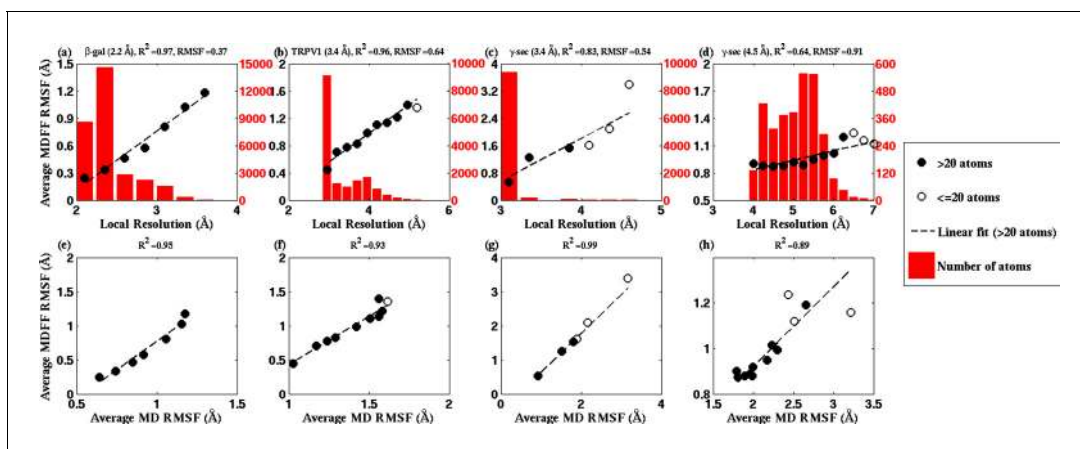 (a) β-gal (2.2 Å), R²=0.97, RMSF=0.37
(b) TRPV1 (3.4 Å), R²=0.96, RMSF=0.64
(c) γ-sec (3.4 Å), R²=0.83, RMSF=0.54
(d) γ-sec (4.5 Å), R²=0.64, RMSF=0.91
Average MDFF RMSF (Å)
1.5 15000
1.2 12000
0.9 9000
0.6 6000
0.3 3000
0 0
2 3 4
Local Resolution (Å)
2 10000
1.6 8000
1.2 6000
0.8 4000
0.4 2000
0 0
2 3 4 5 6
Local Resolution (Å)
4 10000
3.2 8000
2.4 6000
1.6 4000
0.8 2000
0 0
3 4 5
Local Resolution (Å)
2 600
1.7 480
1.4 360
1.1 240
0.8 120
0.5 0
3 4 5 6 7
Local Resolution (Å)
>20 atoms
<=20 atoms
Linear fit (>20 atoms)
Number of atoms
(e) R²=0.95
(f) R²=0.93
(g) R²=0.99
(h) R²=0.89
Average MDFF RMSF (Å)
2
1.5
1
0.5
0
0.5 1 1.5
Average MD RMSF (Å)
2
1.5
1
0.5
0
1 1.5 2
Average MD RMSF (Å)
4
3
2
1
0
0 2 4
Average MD RMSF (Å)
1.2
1
0.8
1.5 2 2.5 3 3.5
Average MD RMSF (Å)